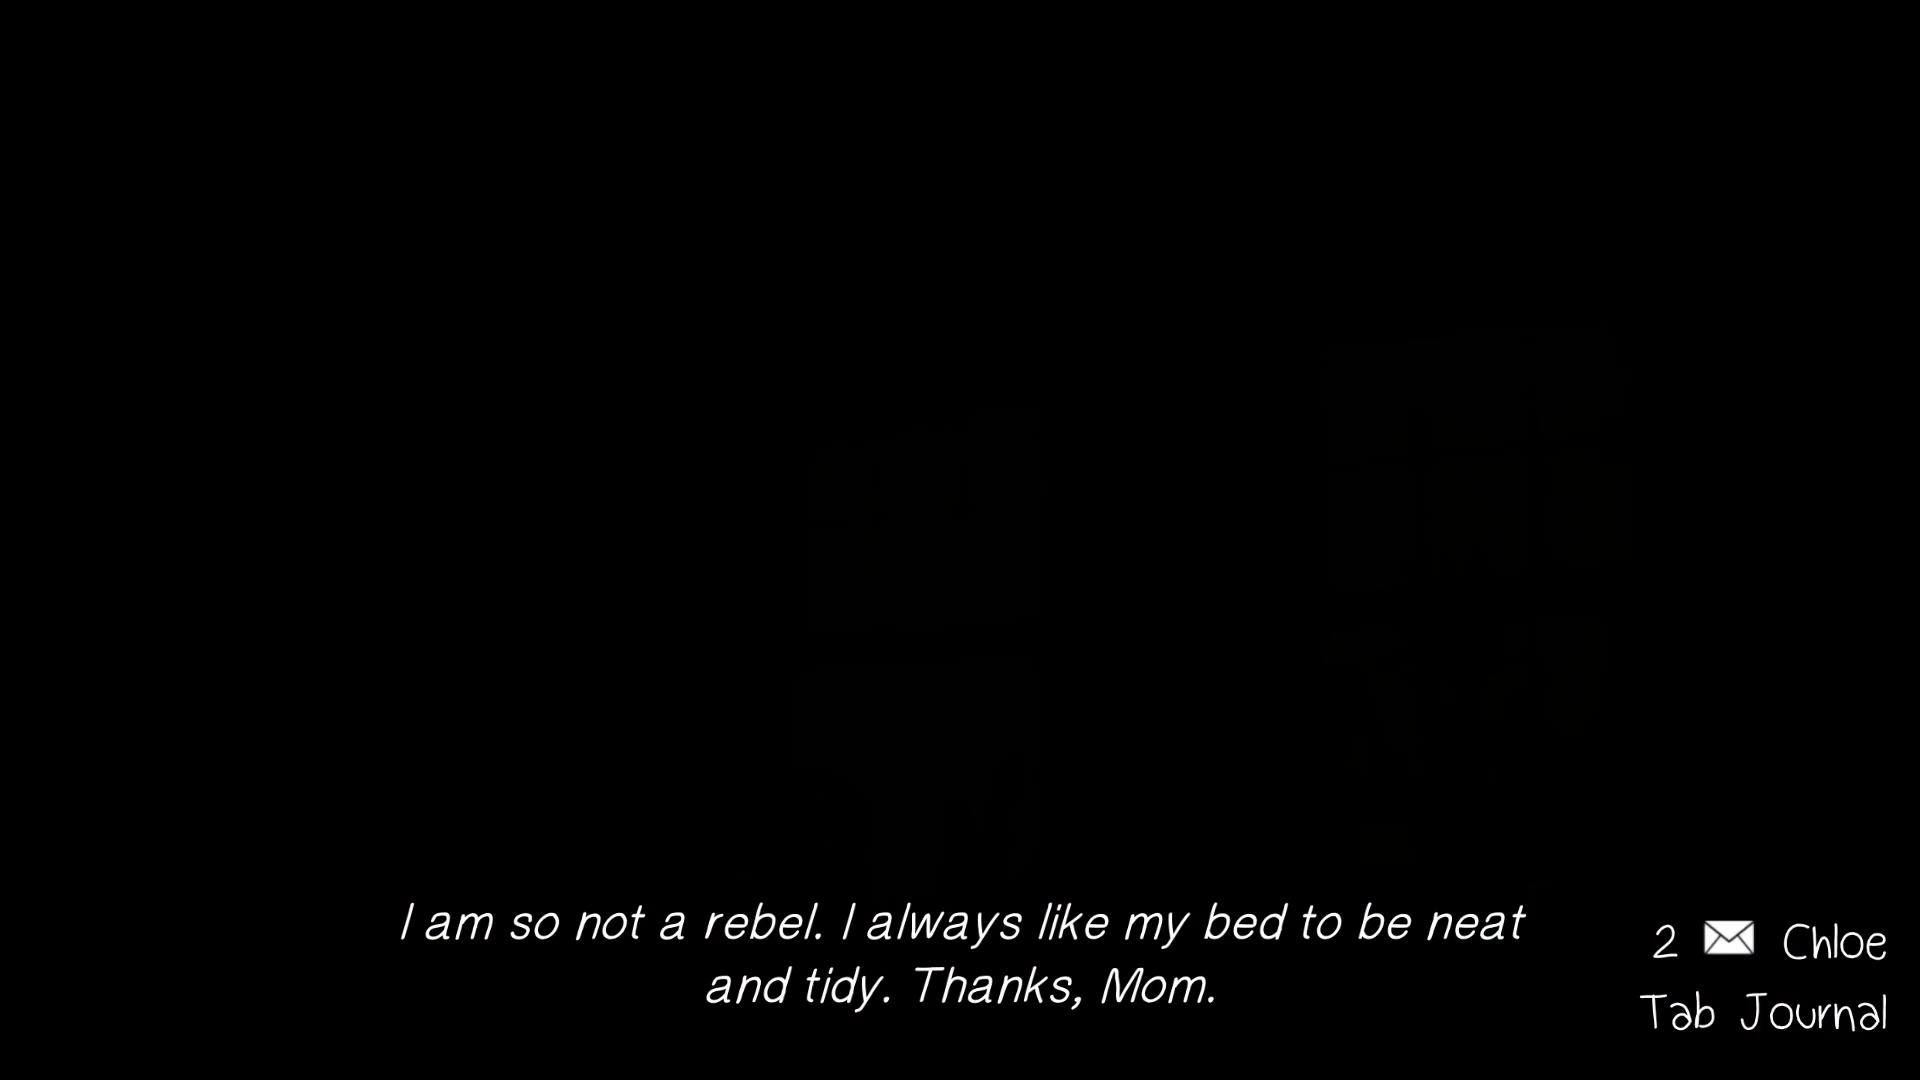 I am so not a rebel. I always like my bed to be neat
and tidy. Thanks, Mom.
2 Chloe
Tab Journal